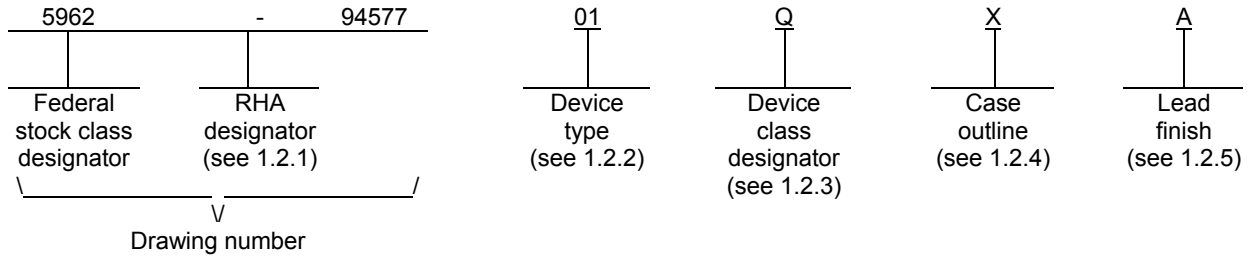 5962 - 94577 01 Q X A
Federal RHA Device Device Case Lead
stock class designator type class outline finish
designator (see 1.2.1) (see 1.2.2) designator (see 1.2.4) (see 1.2.5)
(see 1.2.3)
\ /
\/
Drawing number